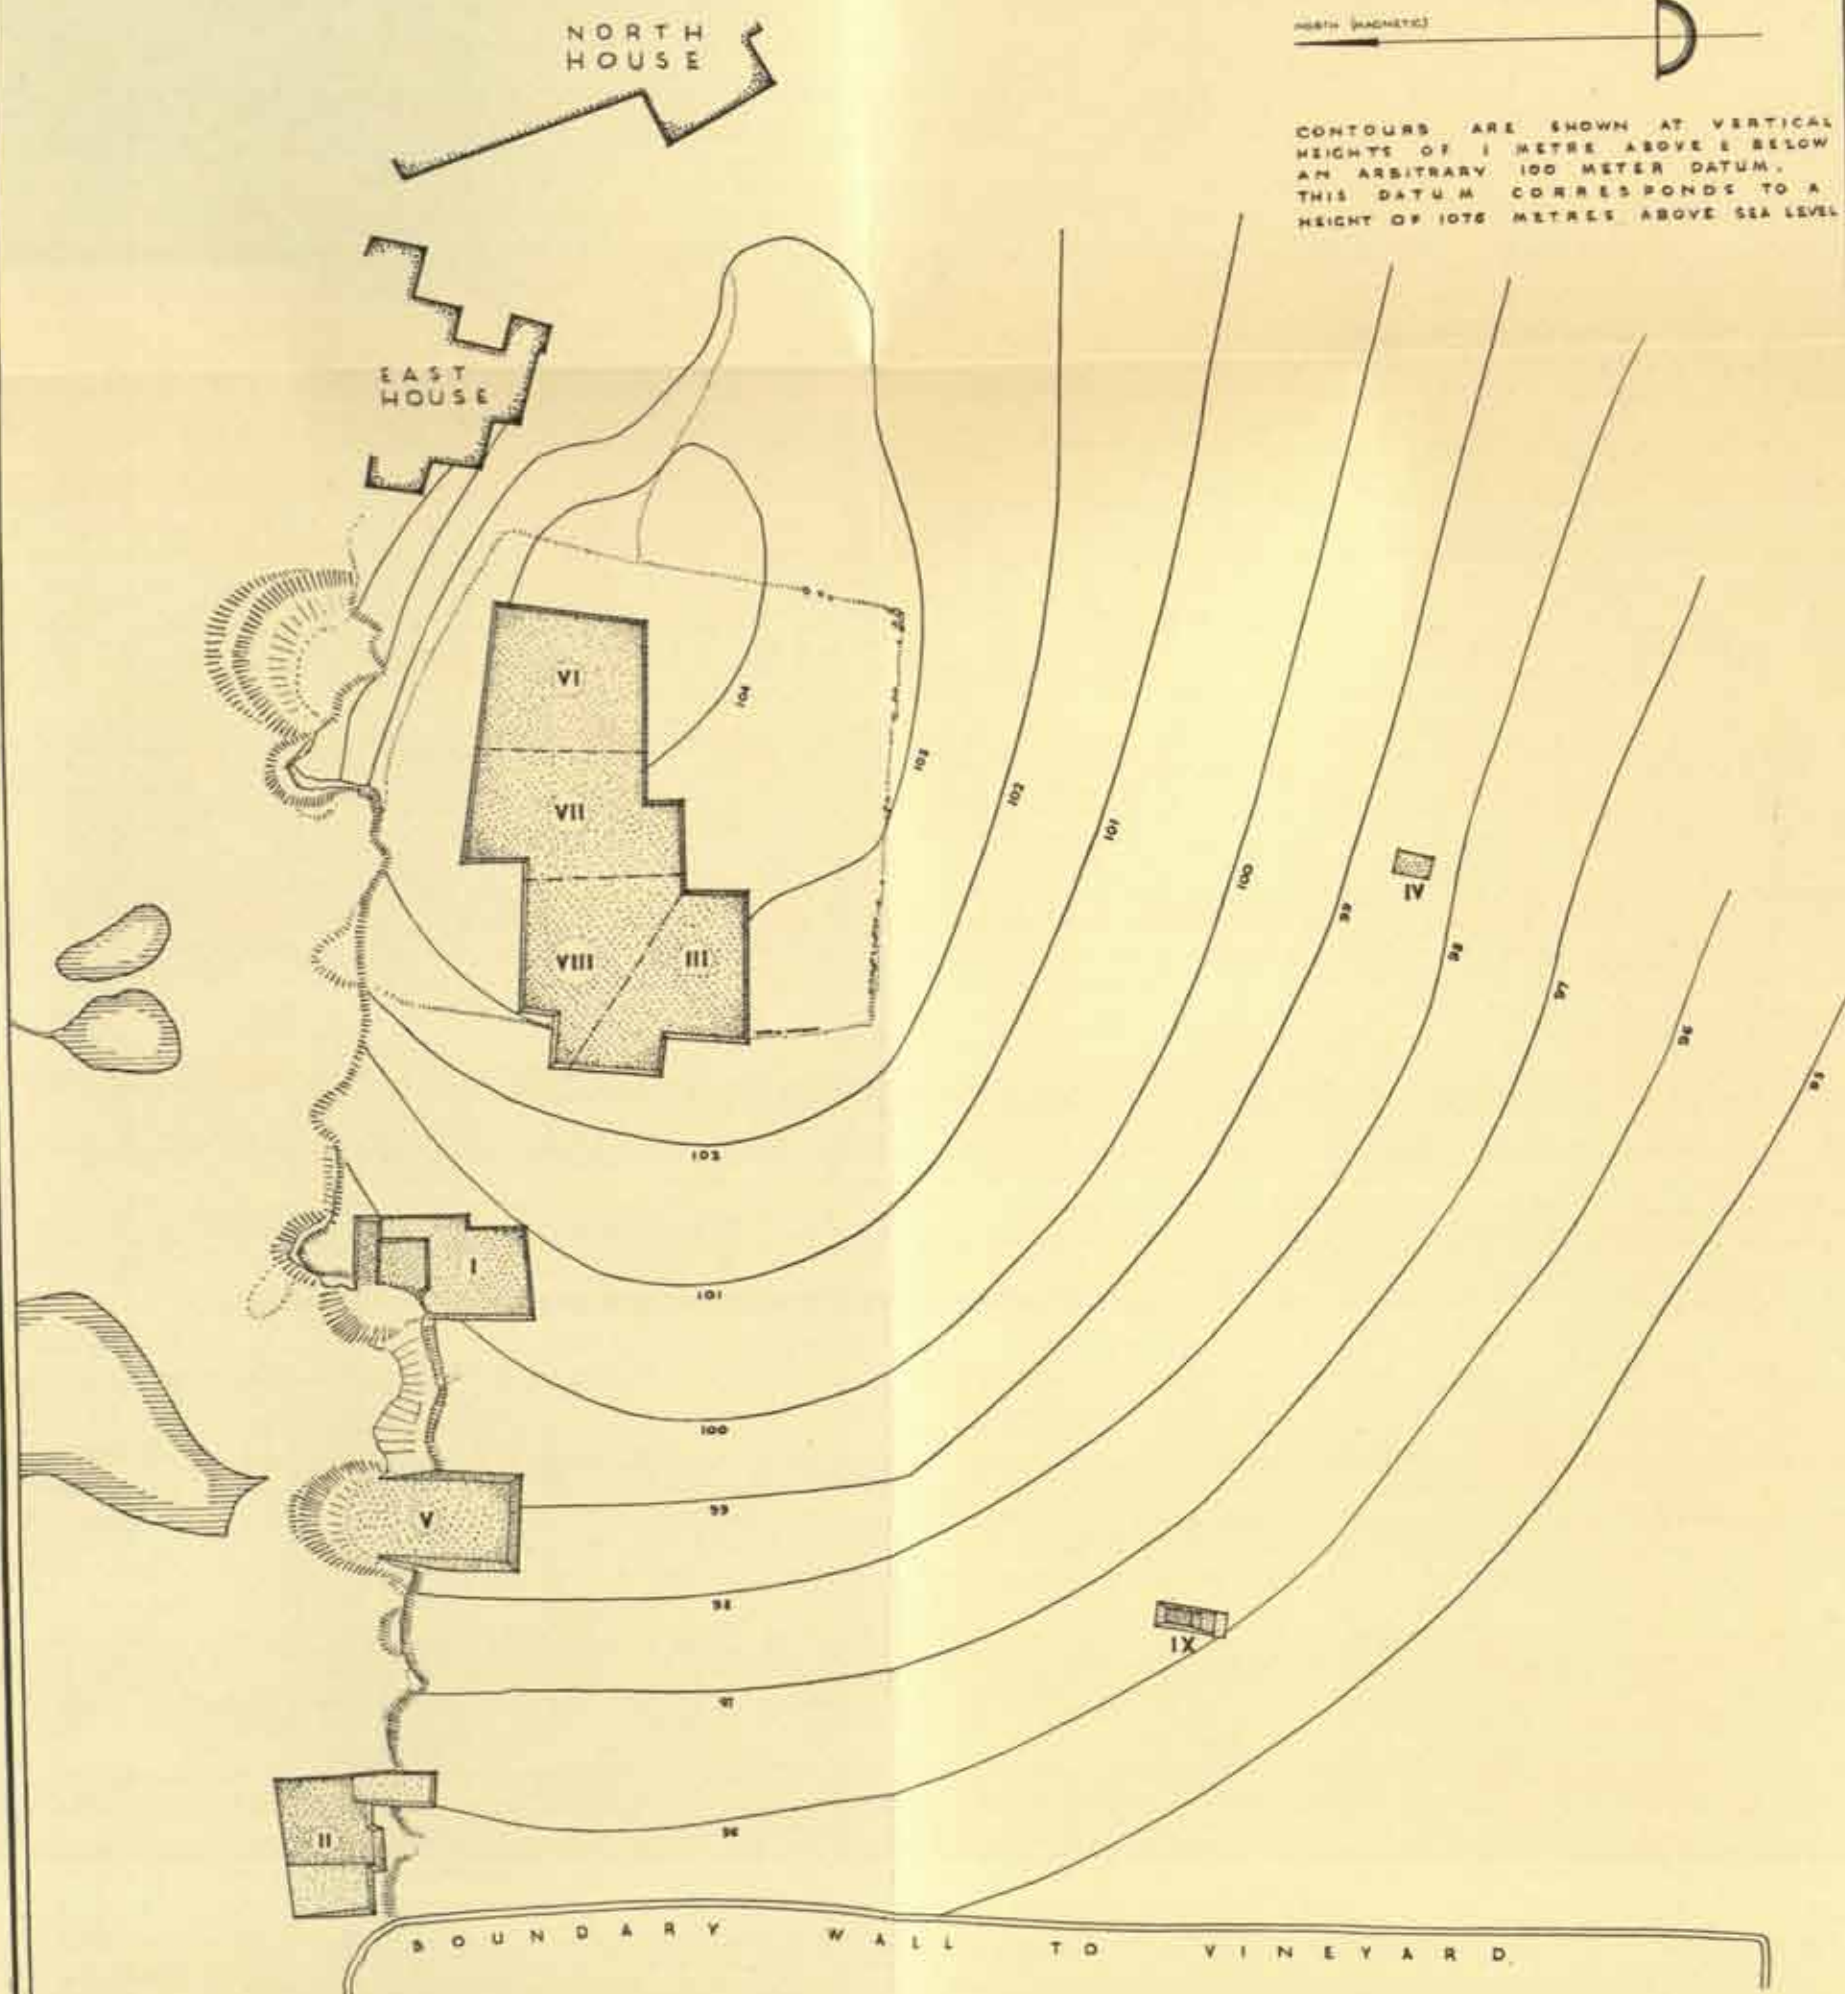 NORTH
HOUSE
NORTH (MAGNETIC)
CONTOURS ARE SHOWN AT VERTICAL
HEIGHTS OF 1 METRE ABOVE & BELOW
AN ARBITRARY 100 METER DATUM.
THIS DATUM CORRESPONDS TO A
HEIGHT OF 1076 METRES ABOVE SEA LEVEL
EAST
HOUSE
VI
104
103
VII
102
101
100
99
IV
98
97
96
95
VIII
III
102
I
101
100
V
99
98
IX
97
II
96
BOUNDARY WALL TO VINEYARD.